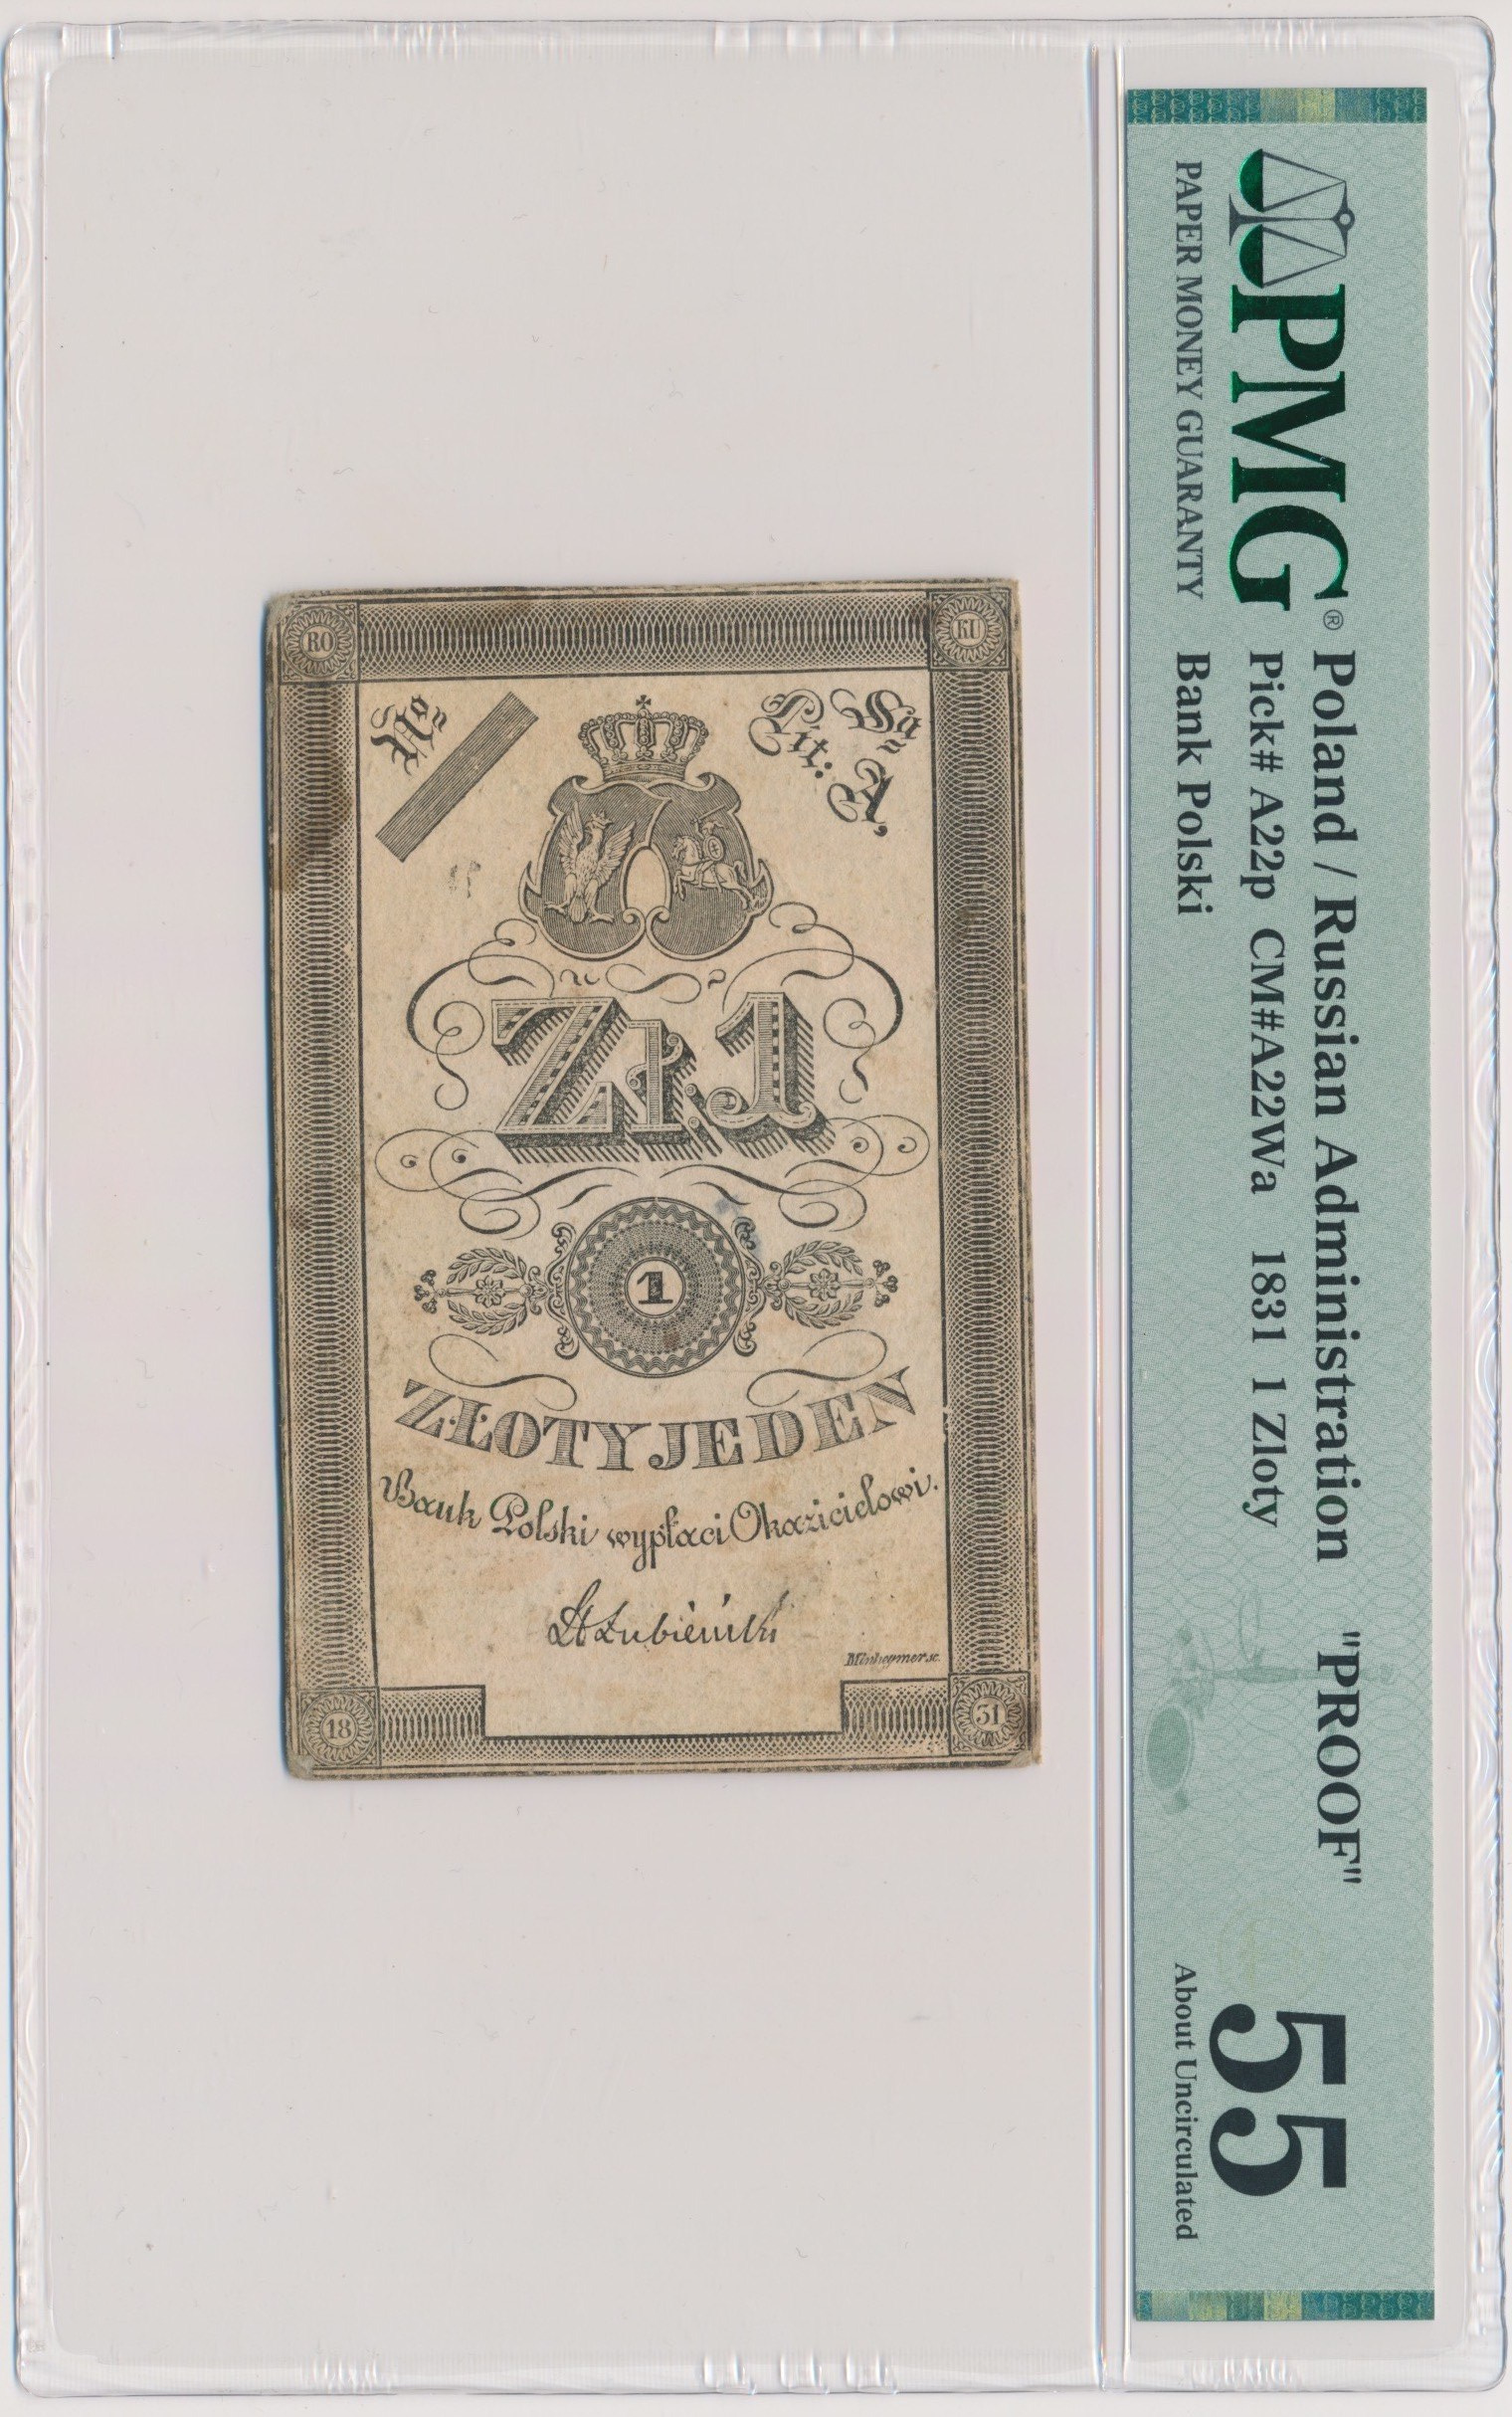 PMG®
PAPER MONEY GUARANTY
Poland / Russian Administration "PROOF"
Pick# A22p CM#A22Wa 1831 1 Zloty
Bank Polski
55
About Uncirculated
RO
KU
No
Lit: A,
Zł. 1
1
ZŁOTY JEDEN
Bank Polski wypłaci Okazicielowi.
Łubieński
Minheymer sc.
18
31